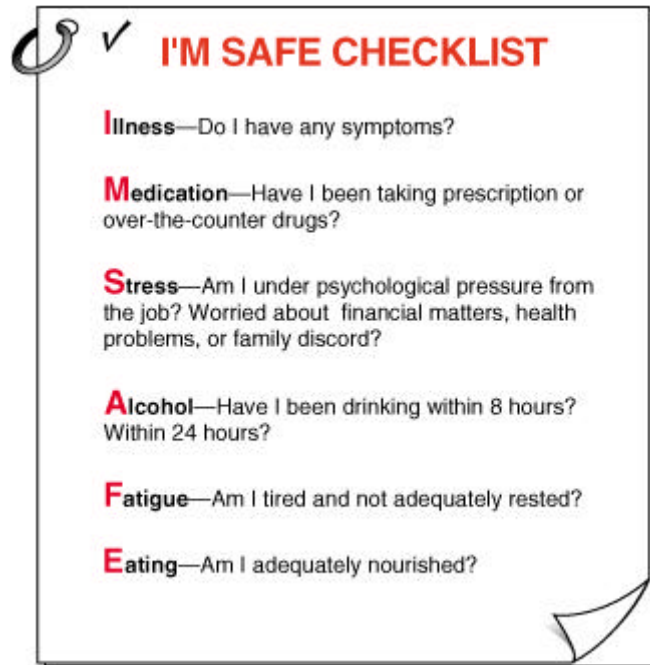 I'M SAFE CHECKLIST
Illness—Do I have any symptoms?
Medication—Have I been taking prescription or
over-the-counter drugs?
Stress—Am I under psychological pressure from
the job? Worried about financial matters, health
problems, or family discord?
Alcohol—Have I been drinking within 8 hours?
Within 24 hours?
Fatigue—Am I tired and not adequately rested?
Eating—Am I adequately nourished?